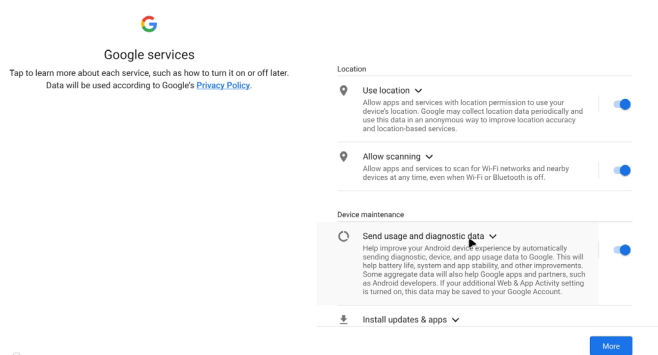 Google services
Tap to learn more about each service, such as how to turn it on or off later.
Data will be used according to Google's Privacy Policy.
Location
Use location
Allow apps and services with location permission to use your
device's location. Google may collect location data periodically and
use this data in an anonymous way to improve location accuracy
and location-based services.
Allow scanning
Allow apps and services to scan for Wi-Fi networks and nearby
devices at any time, even when Wi-Fi or Bluetooth is off.
Device maintenance
Send usage and diagnostic data
Help improve your Android device experience by automatically
sending diagnostic, device, and app usage data to Google. This will
help battery life, system and app stability, and other improvements.
Some aggregate data will also help Google apps and partners, such
as Android developers. If your additional Web & App Activity setting
is turned on, this data may be saved to your Google Account.
Install updates & apps
More